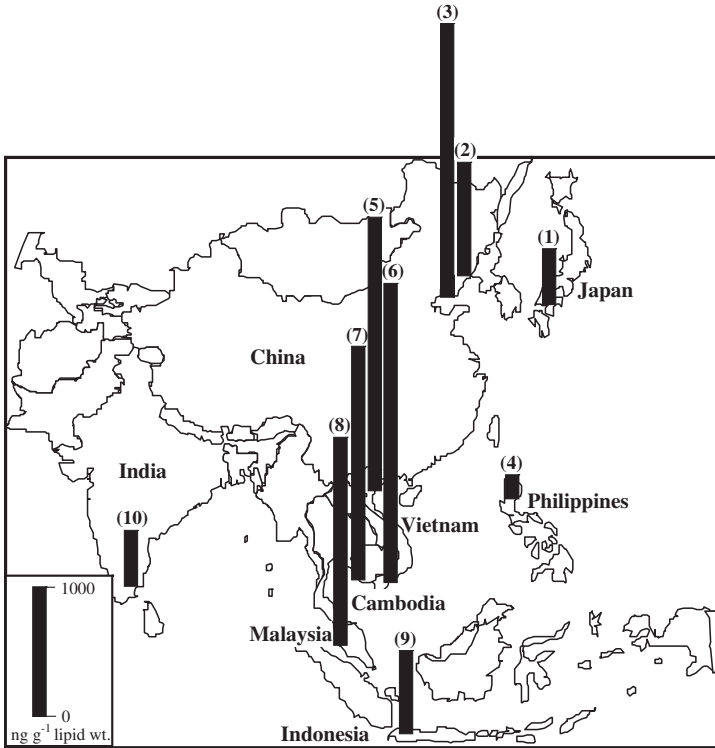 (3)
(2)
(5)
(1)
(6)
Japan
(7)
China
(8)
India
(4)
Philippines
(10)
Vietnam
1000
Cambodia
Malaysia
(9)
0
ng g⁻¹ lipid wt.
Indonesia